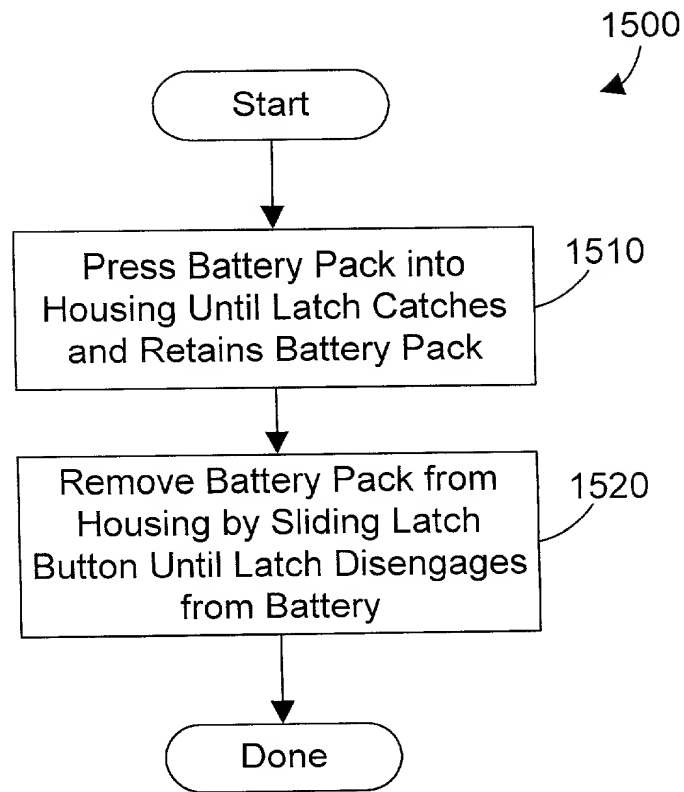 1500
Start
Press Battery Pack into
Housing Until Latch Catches
and Retains Battery Pack
1510
Remove Battery Pack from
Housing by Sliding Latch
Button Until Latch Disengages
from Battery
1520
Done